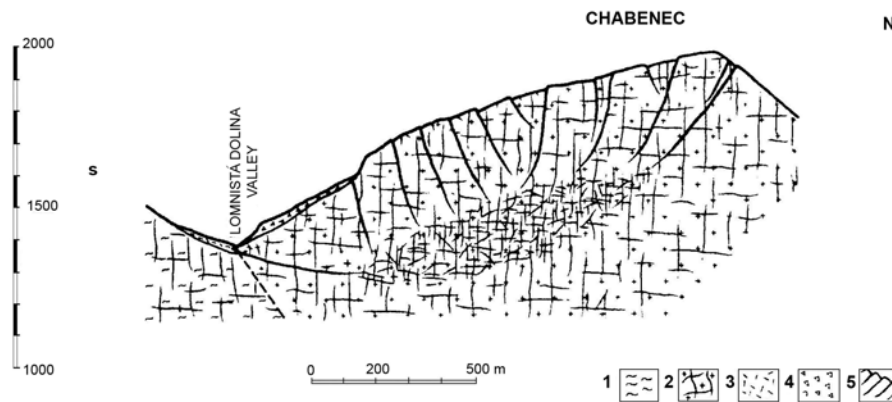 CHABENEC
N
2000
S
LOMNISTÁ DOLINA
VALLEY
1500
1000
0 200 500 m
1 2 3 4 5